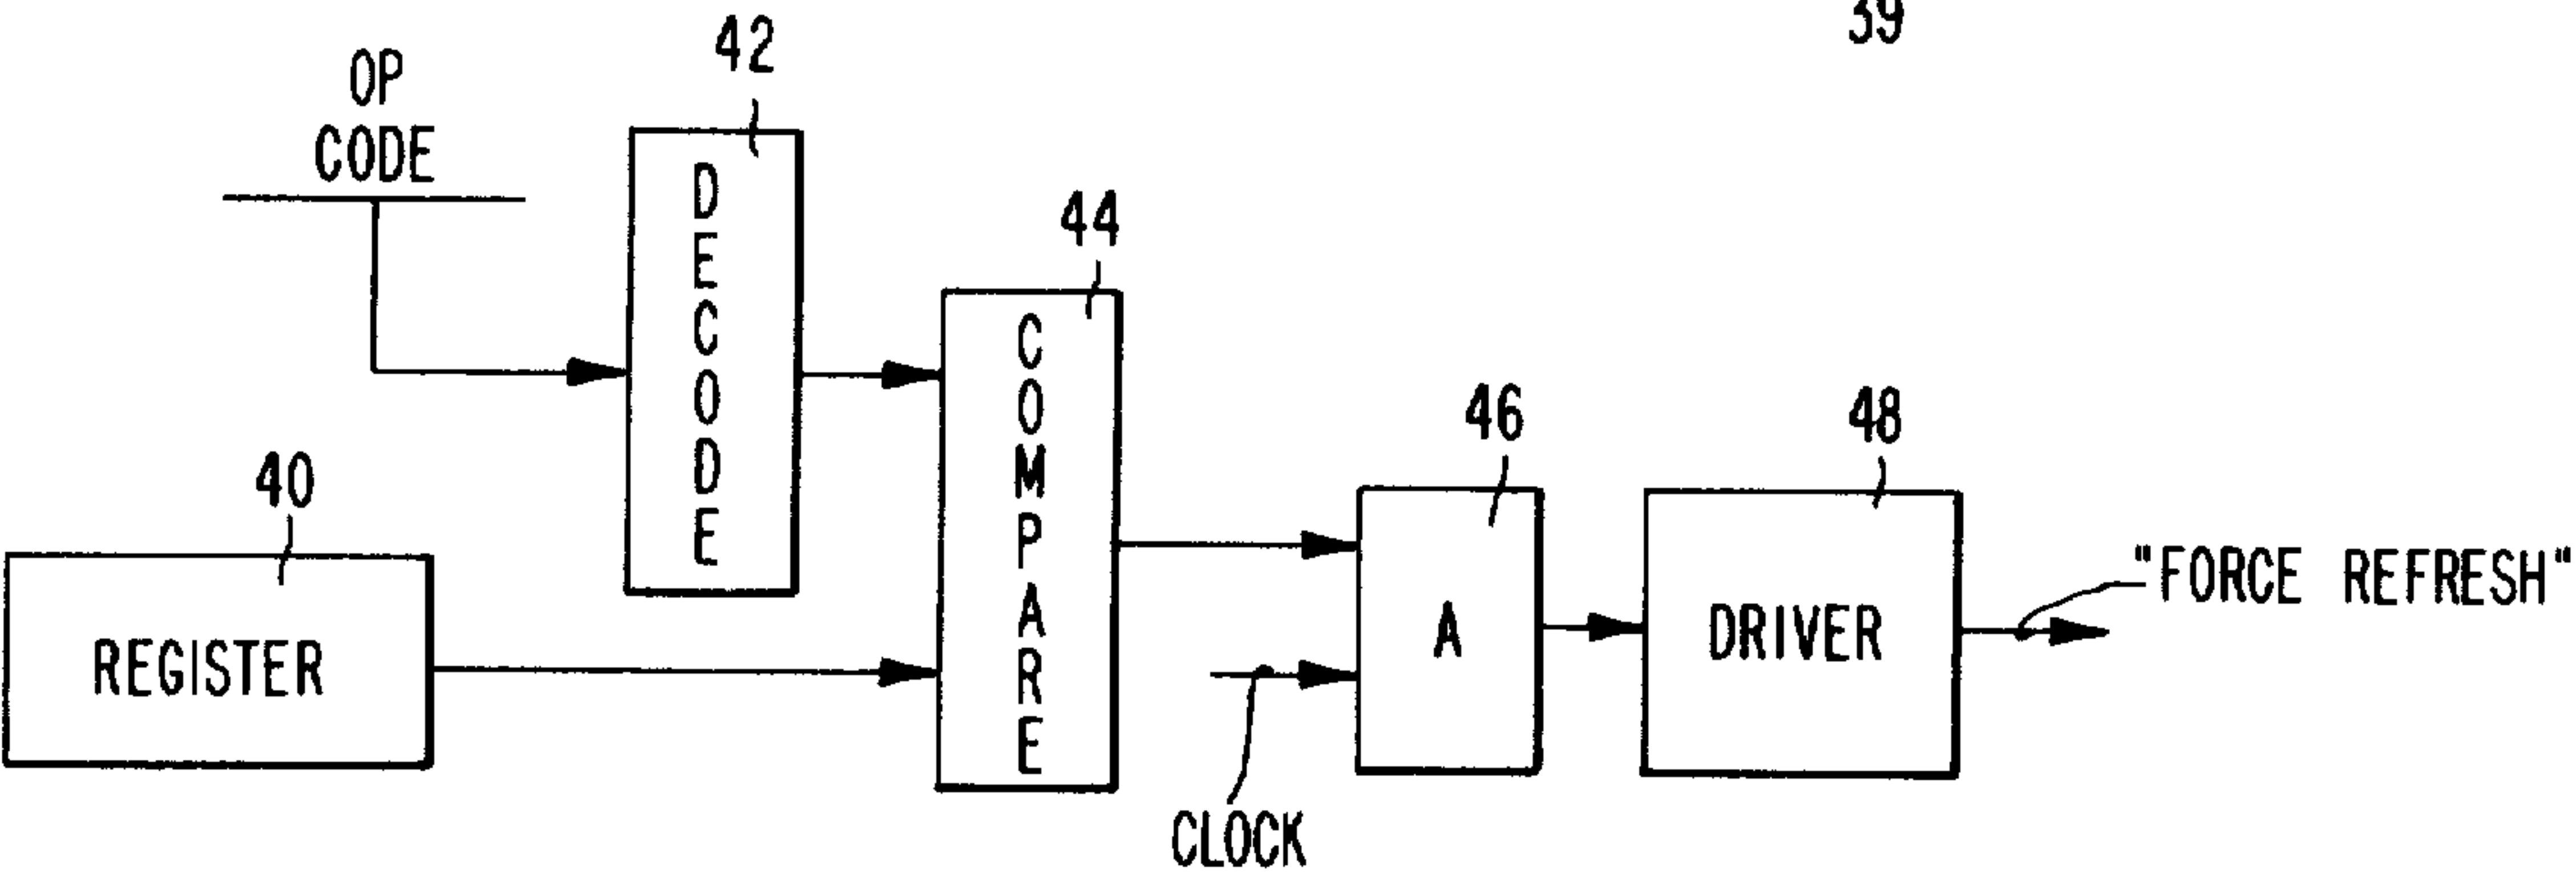 39
42
OP
CODE
DECODE
44
COMPARE
40
REGISTER
46
A
48
DRIVER
"FORCE REFRESH"
CLOCK